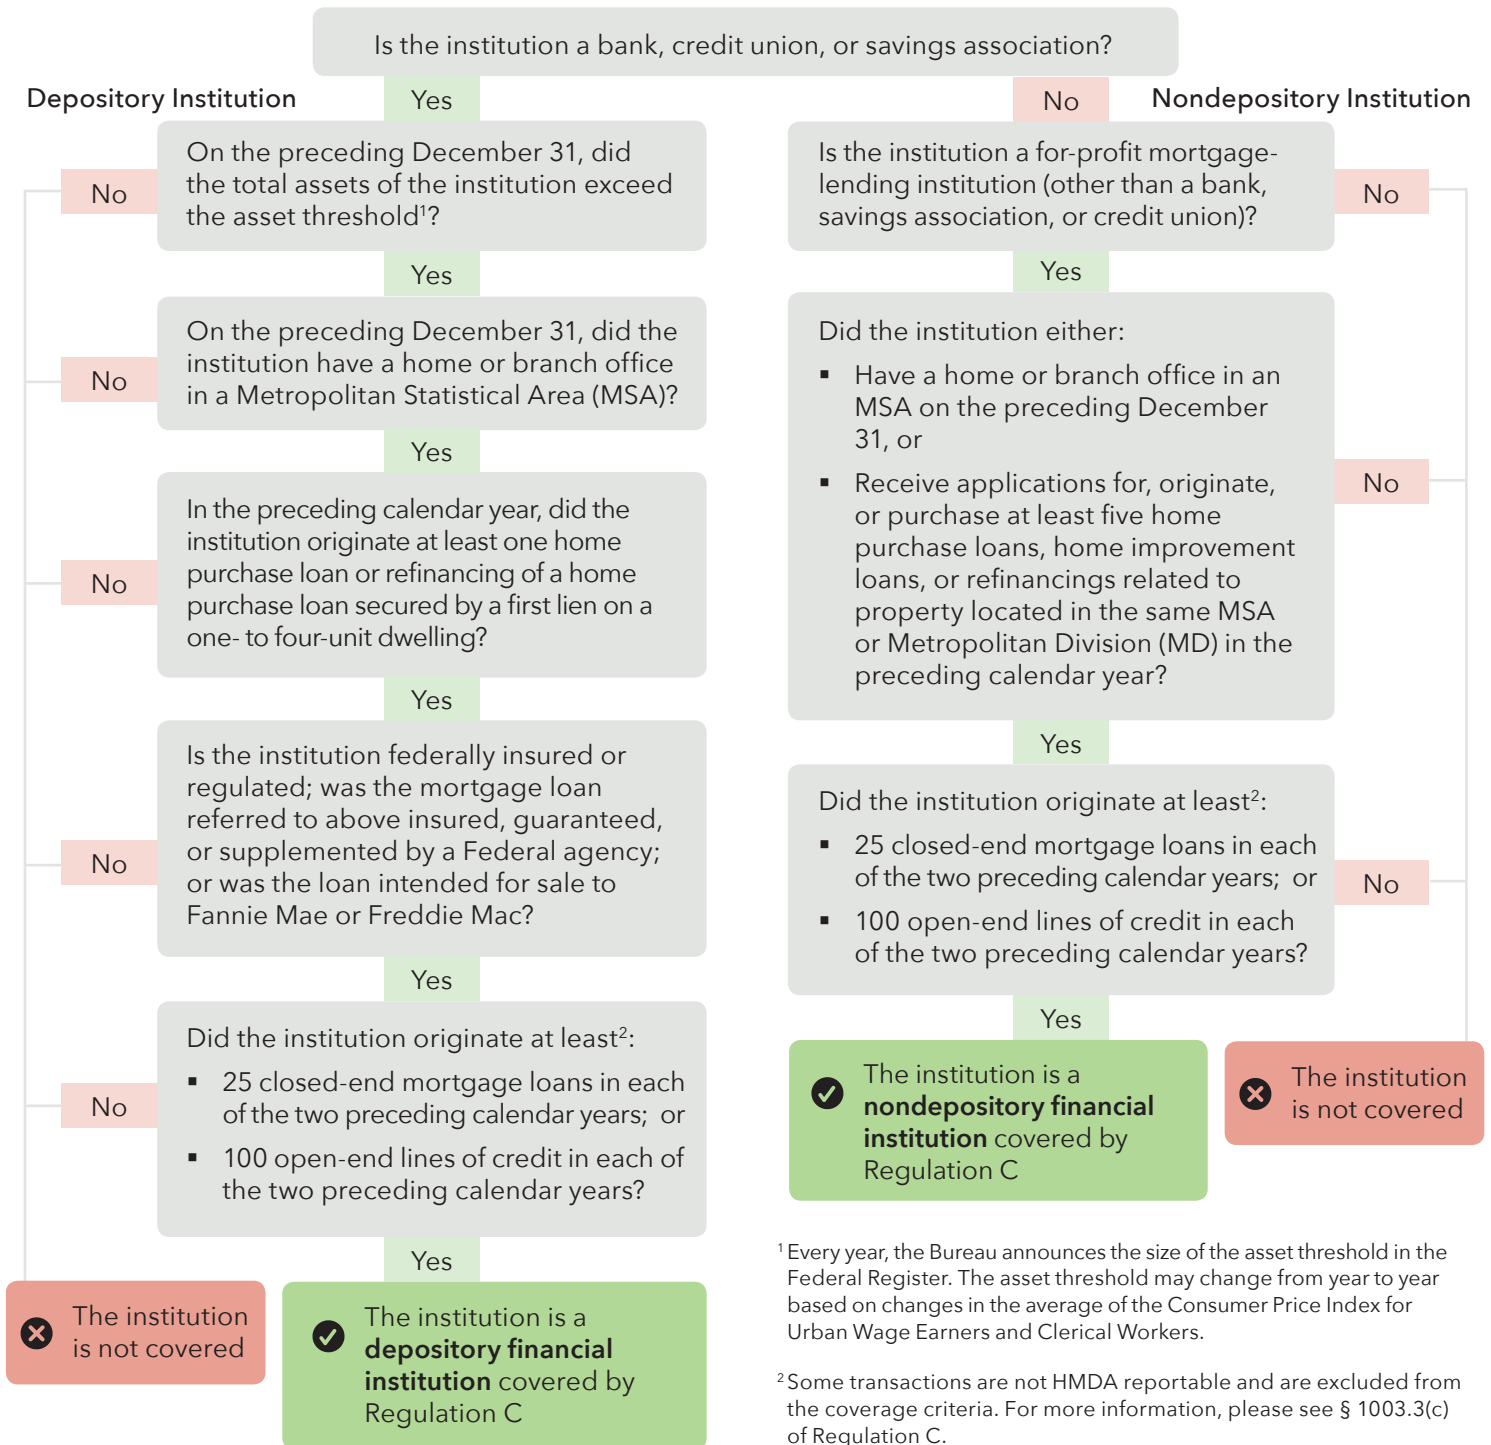 Is the institution a bank, credit union, or savings association?
Depository Institution
Yes
On the preceding December 31, did
the total assets of the institution exceed
the asset threshold¹?
No
Yes
On the preceding December 31, did the
institution have a home or branch office
in a Metropolitan Statistical Area (MSA)?
No
Yes
In the preceding calendar year, did the
institution originate at least one home
purchase loan or refinancing of a home
purchase loan secured by a first lien on a
one- to four-unit dwelling?
No
Yes
Is the institution federally insured or
regulated; was the mortgage loan
referred to above insured, guaranteed,
or supplemented by a Federal agency;
or was the loan intended for sale to
Fannie Mae or Freddie Mac?
No
Yes
Did the institution originate at least²:
▪ 25 closed-end mortgage loans in each
of the two preceding calendar years; or
▪ 100 open-end lines of credit in each of
the two preceding calendar years?
No
Yes
The institution
is not covered
The institution is a
depository financial
institution covered by
Regulation C
No
Nondepository Institution
Is the institution a for-profit mortgage-
lending institution (other than a bank,
savings association, or credit union)?
No
Yes
Did the institution either:
▪ Have a home or branch office in an
MSA on the preceding December
31, or
▪ Receive applications for, originate,
or purchase at least five home
purchase loans, home improvement
loans, or refinancings related to
property located in the same MSA
or Metropolitan Division (MD) in the
preceding calendar year?
No
Yes
Did the institution originate at least²:
▪ 25 closed-end mortgage loans in each
of the two preceding calendar years; or
▪ 100 open-end lines of credit in each
of the two preceding calendar years?
No
Yes
The institution is a
nondepository financial
institution covered by
Regulation C
The institution
is not covered
¹ Every year, the Bureau announces the size of the asset threshold in the
Federal Register. The asset threshold may change from year to year
based on changes in the average of the Consumer Price Index for
Urban Wage Earners and Clerical Workers.
² Some transactions are not HMDA reportable and are excluded from
the coverage criteria. For more information, please see § 1003.3(c)
of Regulation C.